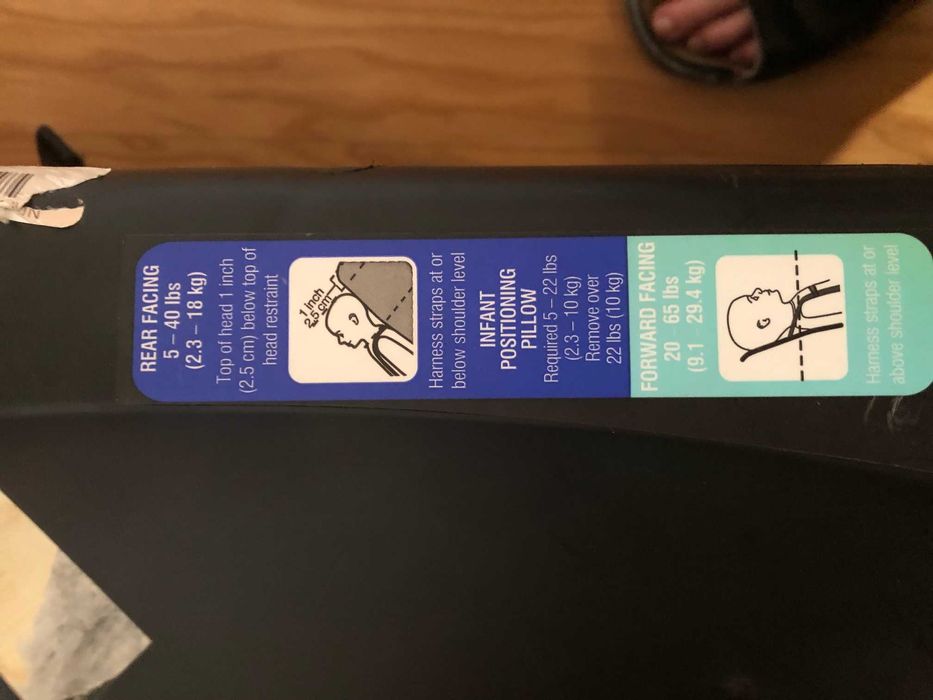 REAR FACING
5 – 40 lbs
(2.3 – 18 kg)
Top of head 1 inch
(2.5 cm) below top of
head restraint
1 inch
2.5 cm
Harness straps at or
below shoulder level
INFANT
POSITIONING
PILLOW
Required 5 – 22 lbs
(2.3 – 10 kg)
Remove over
22 lbs (10 kg)
FORWARD FACING
20 65 lbs
(9.1 29.4 kg)
Harness straps at or
above shoulder level